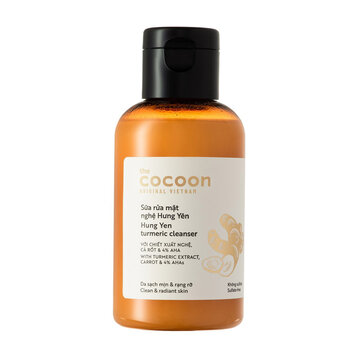 the
cocoon
ORIGINAL VIETNAM
Sữa rửa mặt
nghệ Hưng Yên
Hung Yen
turmeric cleanser
VỚI CHIẾT XUẤT NGHỆ,
CÀ RỐT & 4% AHA
WITH TURMERIC EXTRACT,
CARROT & 4% AHAs
Da sạch mịn & rạng rỡ
Clean & radiant skin
Không